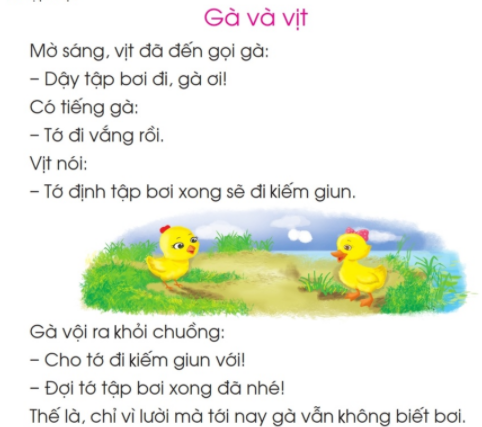 Gà và vịt
Mờ sáng, vịt đã đến gọi gà:
– Dậy tập bơi đi, gà ơi!
Có tiếng gà:
– Tớ đi vắng rồi.
Vịt nói:
– Tớ định tập bơi xong sẽ đi kiếm giun.
Gà vội ra khỏi chuồng:
– Cho tớ đi kiếm giun với!
– Đợi tớ tập bơi xong đã nhé!
Thế là, chỉ vì lười mà tới nay gà vẫn không biết bơi.